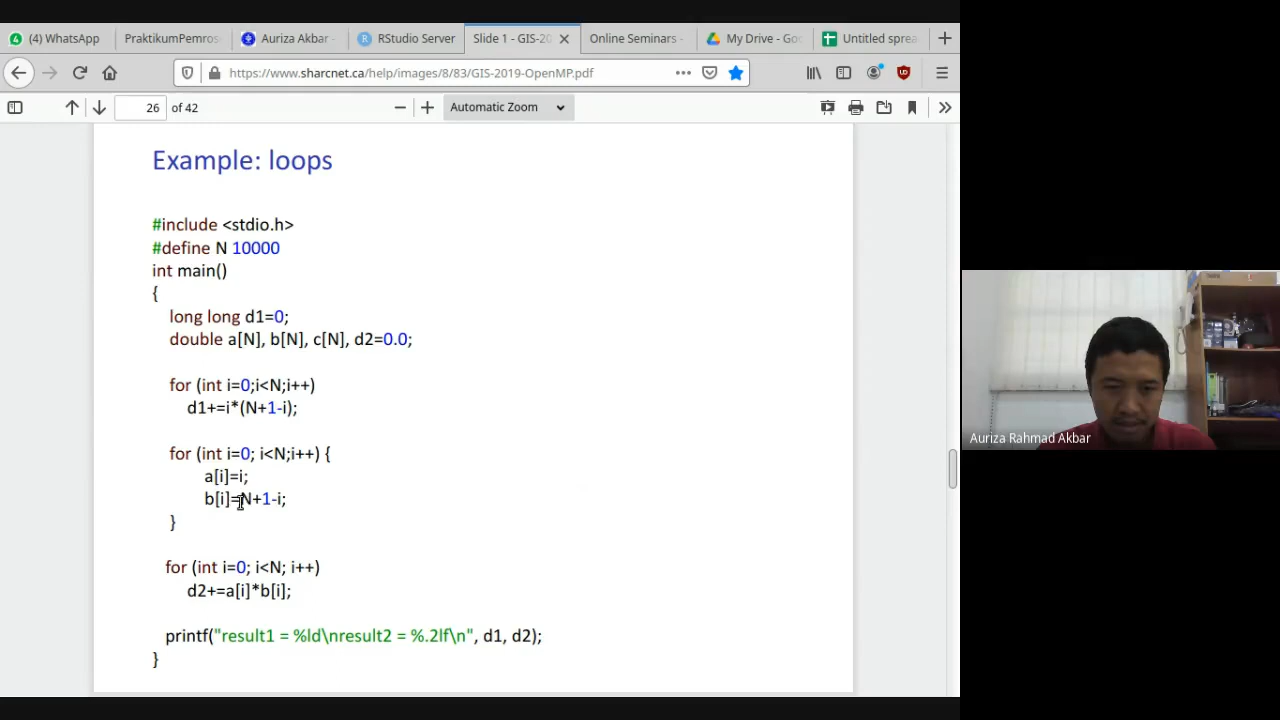 (4) WhatsApp
PraktikumPemros
Auriza Akbar -
RStudio Server
Slide 1 - GIS-20
Online Seminars -
My Drive - Goo
Untitled sprea
https://www.sharcnet.ca/help/images/8/83/GIS-2019-OpenMP.pdf
26 of 42
Automatic Zoom
Example: loops
#include <stdio.h>
#define N 10000
int main()
{
long long d1=0;
double a[N], b[N], c[N], d2=0.0;
for (int i=0;i<N;i++)
d1+=i*(N+1-i);
for (int i=0; i<N;i++) {
a[i]=i;
b[i]=N+1-i;
}
for (int i=0; i<N; i++)
d2+=a[i]*b[i];
printf("result1 = %ld\nresult2 = %.2lf\n", d1, d2);
}
Auriza Rahmad Akbar